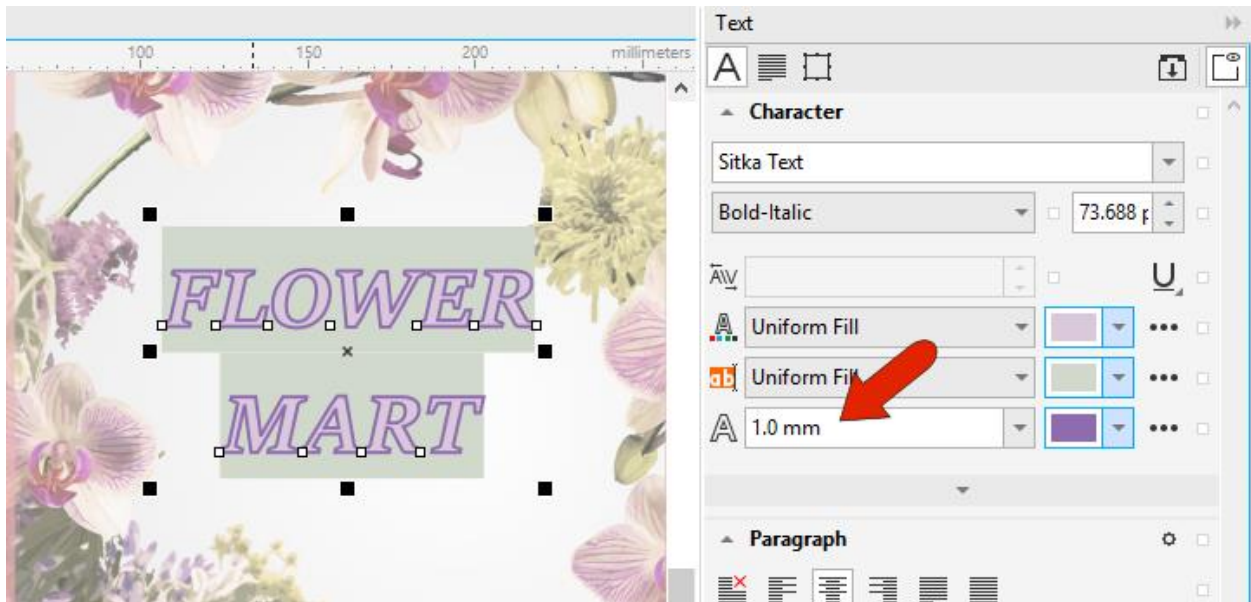 Text
100 150 200 millimeters
Character
Sitka Text
Bold-Italic 73.688 p
FLOWER
MART
U
Uniform Fill
ab Uniform Fill
1.0 mm
Paragraph